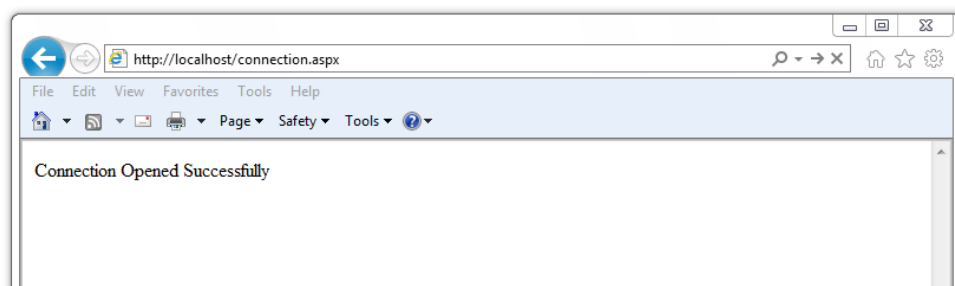 http://localhost/connection.aspx
File Edit View Favorites Tools Help
Page Safety Tools
Connection Opened Successfully